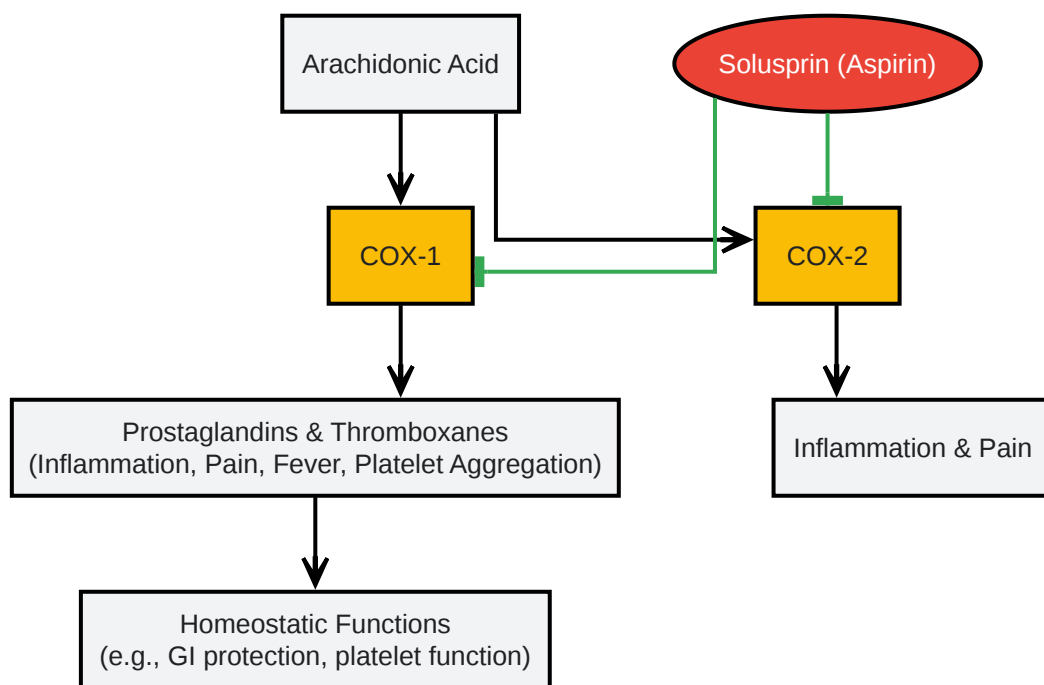 Arachidonic Acid
Solusprin (Aspirin)
COX-1
COX-2
Prostaglandins & Thromboxanes
(Inflammation, Pain, Fever, Platelet Aggregation)
Inflammation & Pain
Homeostatic Functions
(e.g., GI protection, platelet function)